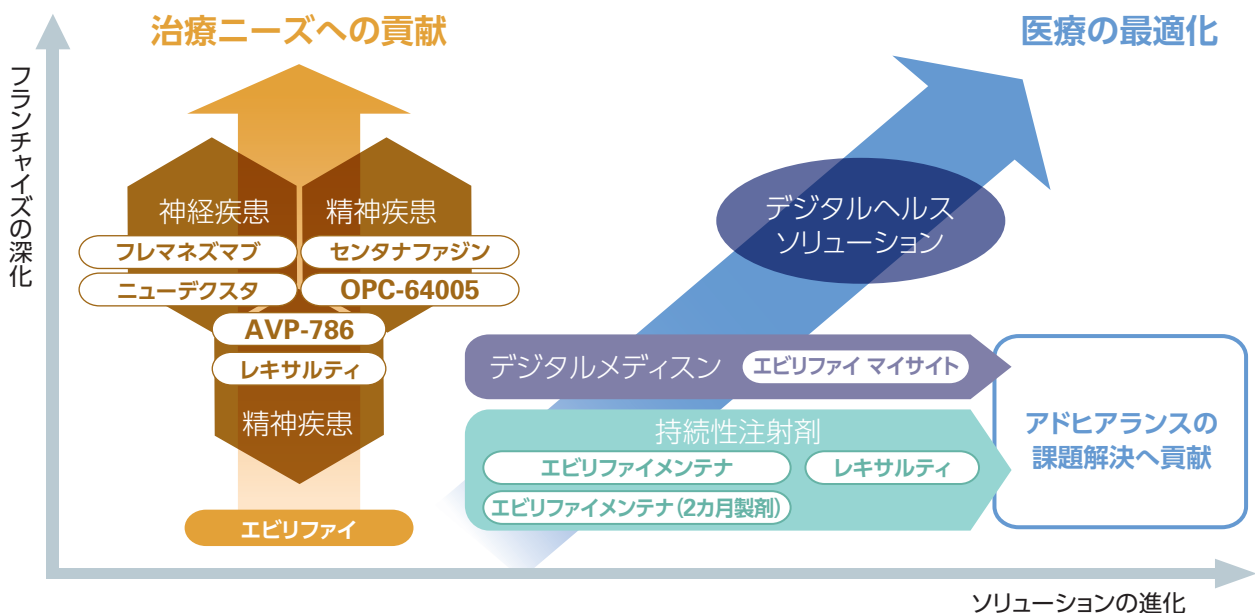 治療ニーズへの貢献
医療の最適化
フランチャイズの深化
神経疾患
精神疾患
フレマネズマブ
センタナファジン
ニューデクスタ
OPC-64005
AVP-786
レキサルティ
精神疾患
エビリファイ
デジタルヘルス
ソリューション
デジタルメディスン
エビリファイ マイサイト
持続性注射剤
エビリファイメンテナ
レキサルティ
エビリファイメンテナ(2カ月製剤)
アドヒアランスの
課題解決へ貢献
ソリューションの進化